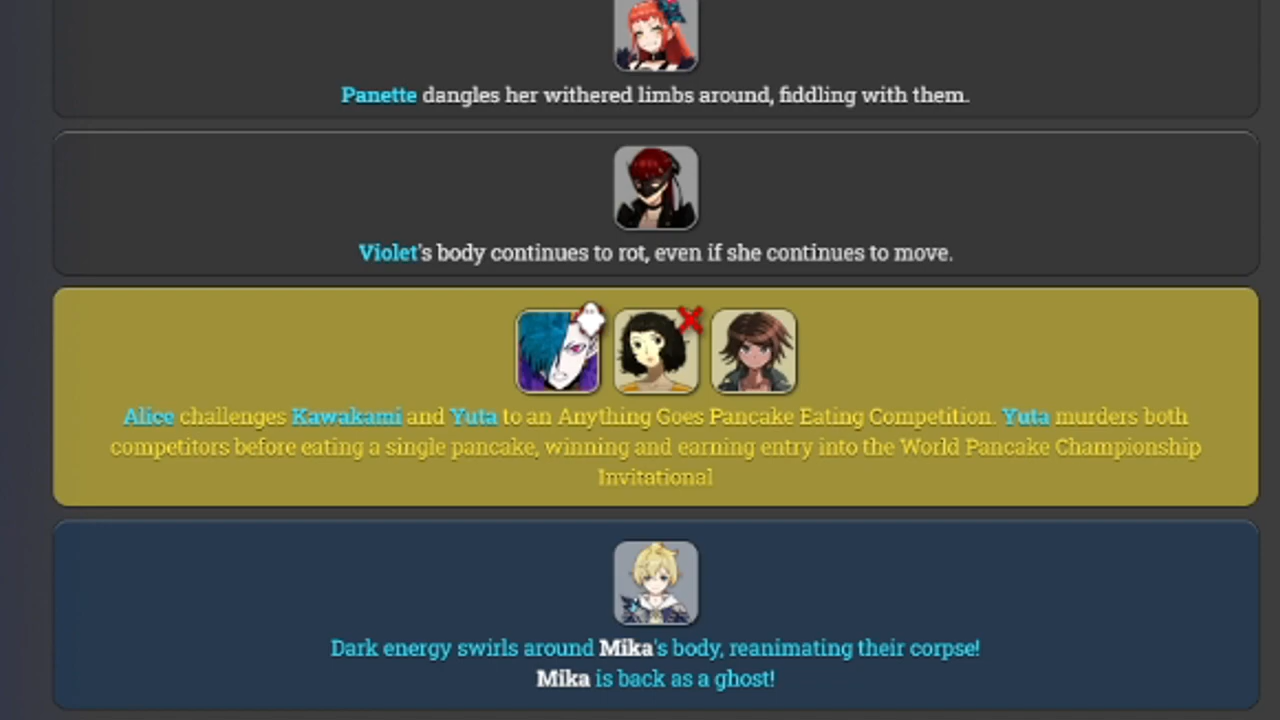 Panette dangles her withered limbs around, fiddling with them.
Violet's body continues to rot, even if she continues to move.
Alice challenges Kawakami and Yuta to an Anything Goes Pancake Eating Competition. Yuta murders both
competitors before eating a single pancake, winning and earning entry into the World Pancake Championship
Invitational
Dark energy swirls around Mika's body, reanimating their corpse!
Mika is back as a ghost!